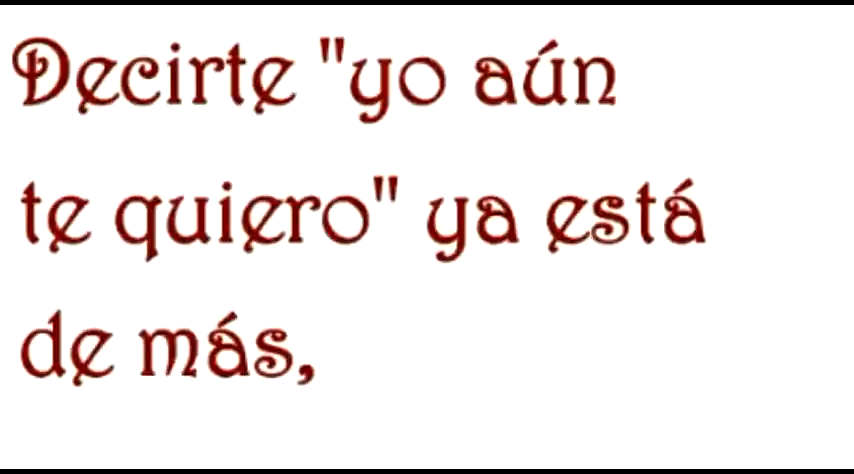 Decirte "yo aún
te quiero" ya está
de más,